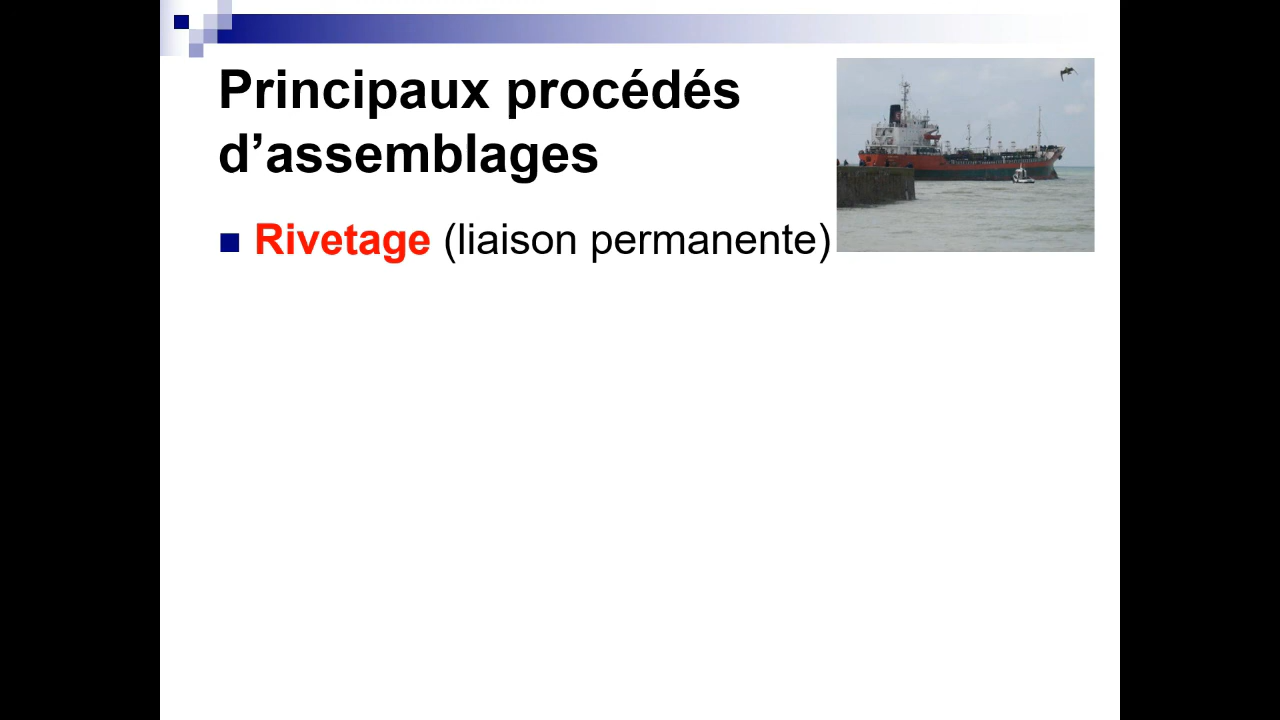 Principaux procédés
d’assemblages
Rivetage (liaison permanente)